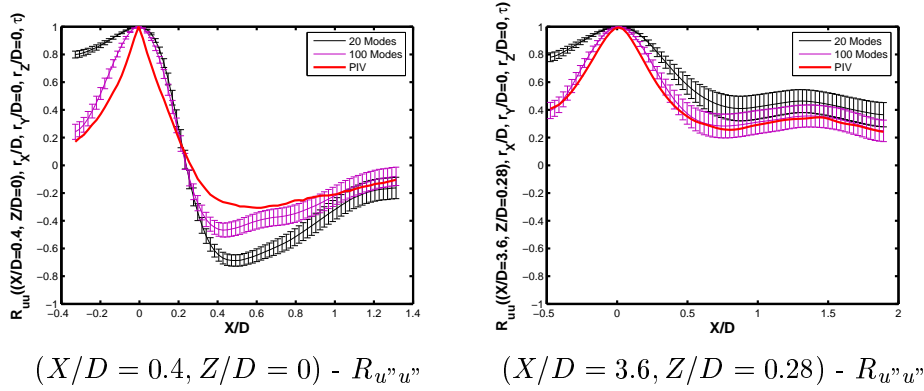 R_uu((X/D=0.4, Z/D=0), r_X/D, r_Y/D=0, r_Z/D=0, τ)
1
0.8
0.6
0.4
0.2
0
−0.2
−0.4
−0.6
−0.8
−1
20 Modes
100 Modes
PIV
−0.4 −0.2 0 0.2 0.4 0.6 0.8 1 1.2 1.4
X/D
(X/D = 0.4, Z/D = 0) - R_u”u”
R_uu((X/D=3.6, Z/D=0.28), r_X/D, r_Y/D=0, r_Z/D=0, τ)
1
0.8
0.6
0.4
0.2
0
−0.2
−0.4
−0.6
−0.8
−1
20 Modes
100 Modes
PIV
−0.5 0 0.5 1 1.5 2
X/D
(X/D = 3.6, Z/D = 0.28) - R_u”u”